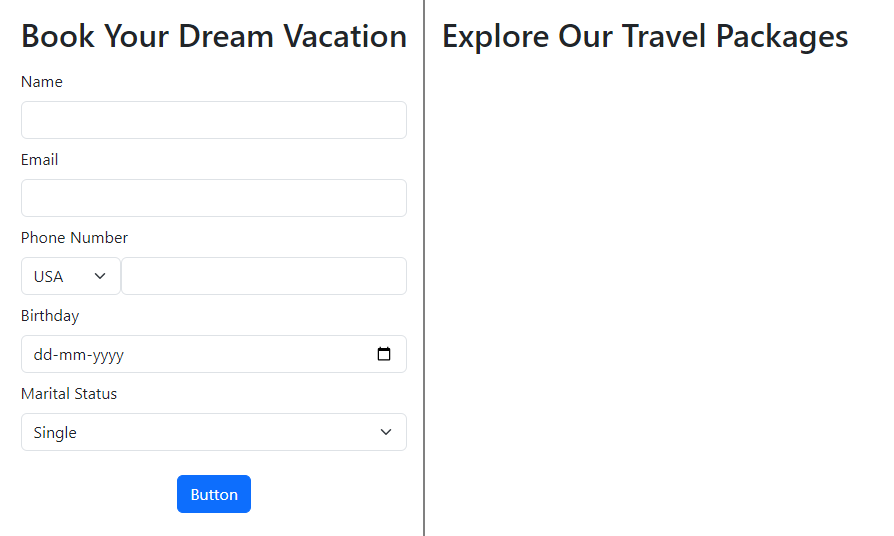 Book Your Dream Vacation
Name
Email
Phone Number
USA
Birthday
dd-mm-yyyy
Marital Status
Single
Button
Explore Our Travel Packages